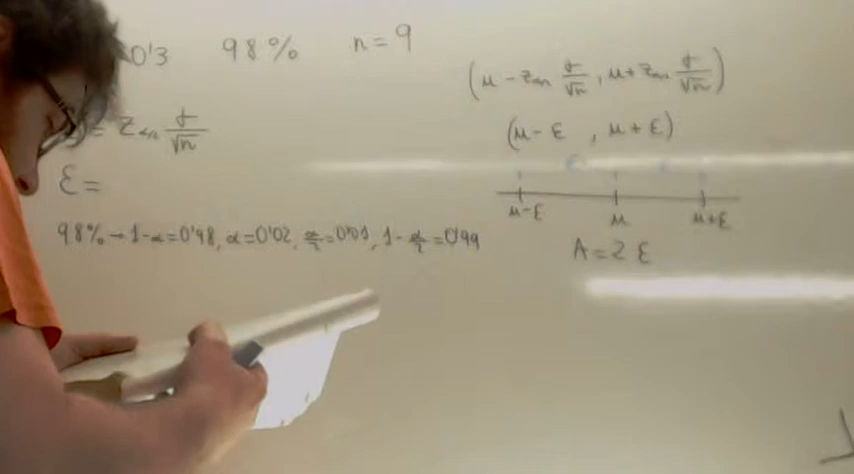 0'3 98% n = 9
(μ - z_{α/2} σ/√n, μ + z_{α/2} σ/√n)
= z_{α/2} σ/√n
(μ - ε, μ + ε)
ε =
μ-ε μ μ+ε
98% → 1-α = 0'98, α = 0'02, α/2 = 0'01, 1 - α/2 = 0'99
A = 2 ε